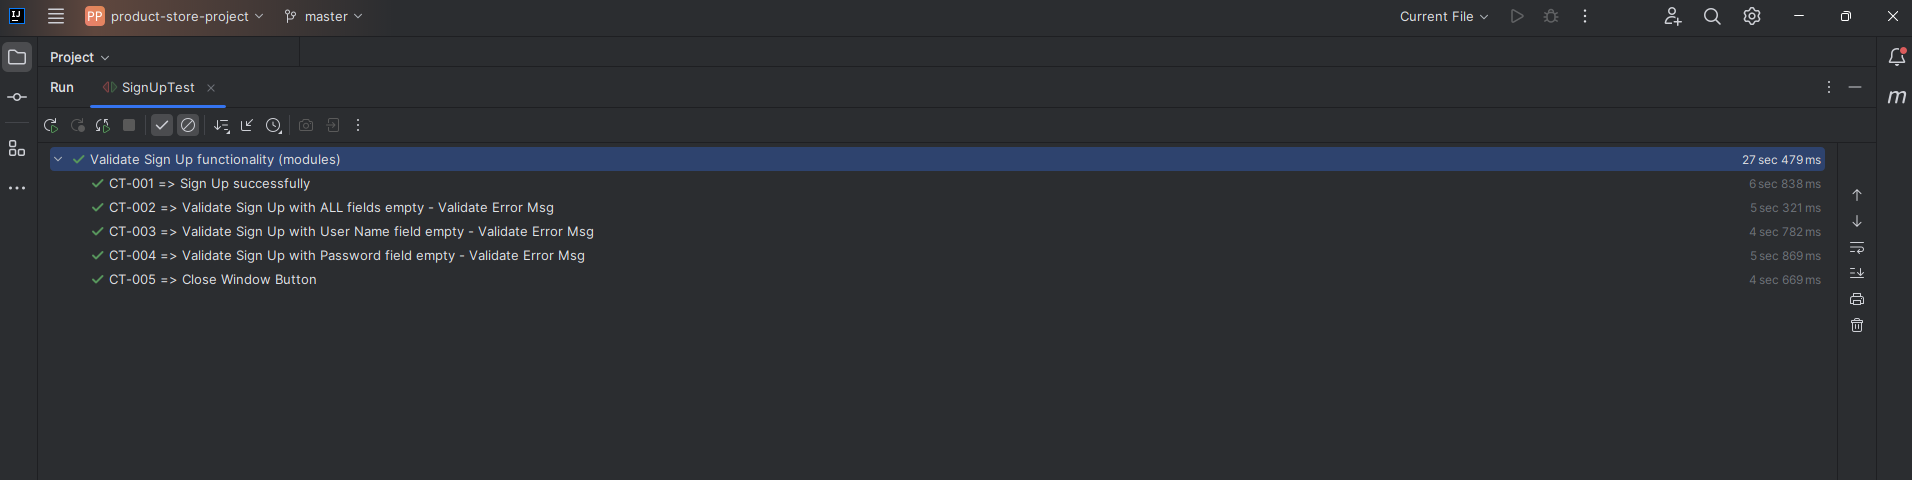 IJ
PP product-store-project master Current File
Project
Run SignUpTest
Validate Sign Up functionality (modules) 27 sec 479 ms
CT-001 => Sign Up successfully 6 sec 838 ms
CT-002 => Validate Sign Up with ALL fields empty - Validate Error Msg 5 sec 321 ms
CT-003 => Validate Sign Up with User Name field empty - Validate Error Msg 4 sec 782 ms
CT-004 => Validate Sign Up with Password field empty - Validate Error Msg 5 sec 869 ms
CT-005 => Close Window Button 4 sec 669 ms
m